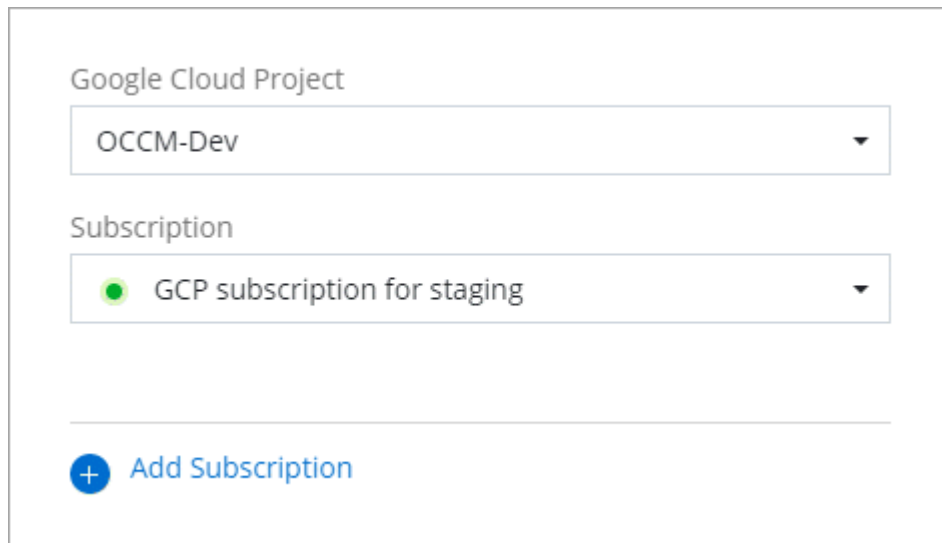 Google Cloud Project
OCCM-Dev
Subscription
GCP subscription for staging
Add Subscription